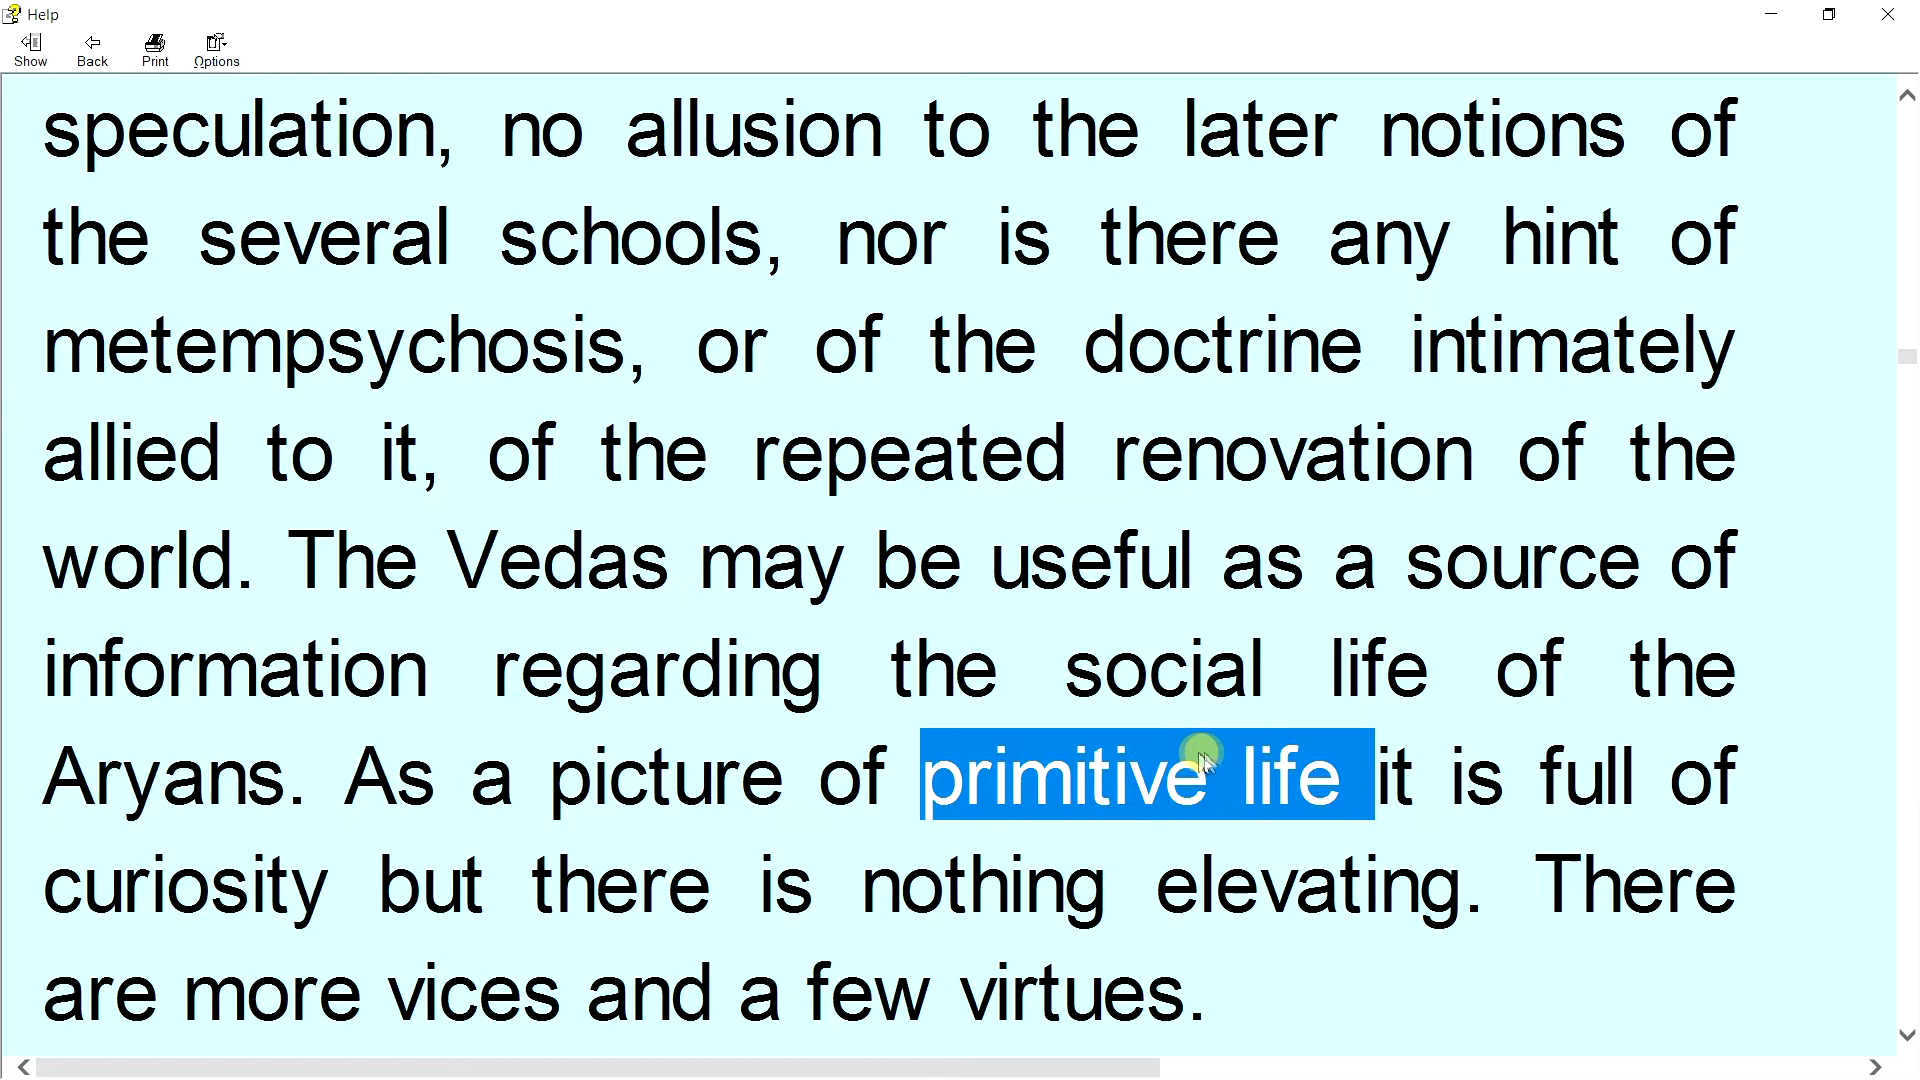 Help
Show Back Print Options
speculation, no allusion to the later notions of
the several schools, nor is there any hint of
metempsychosis, or of the doctrine intimately
allied to it, of the repeated renovation of the
world. The Vedas may be useful as a source of
information regarding the social life of the
Aryans. As a picture of primitive life it is full of
curiosity but there is nothing elevating. There
are more vices and a few virtues.